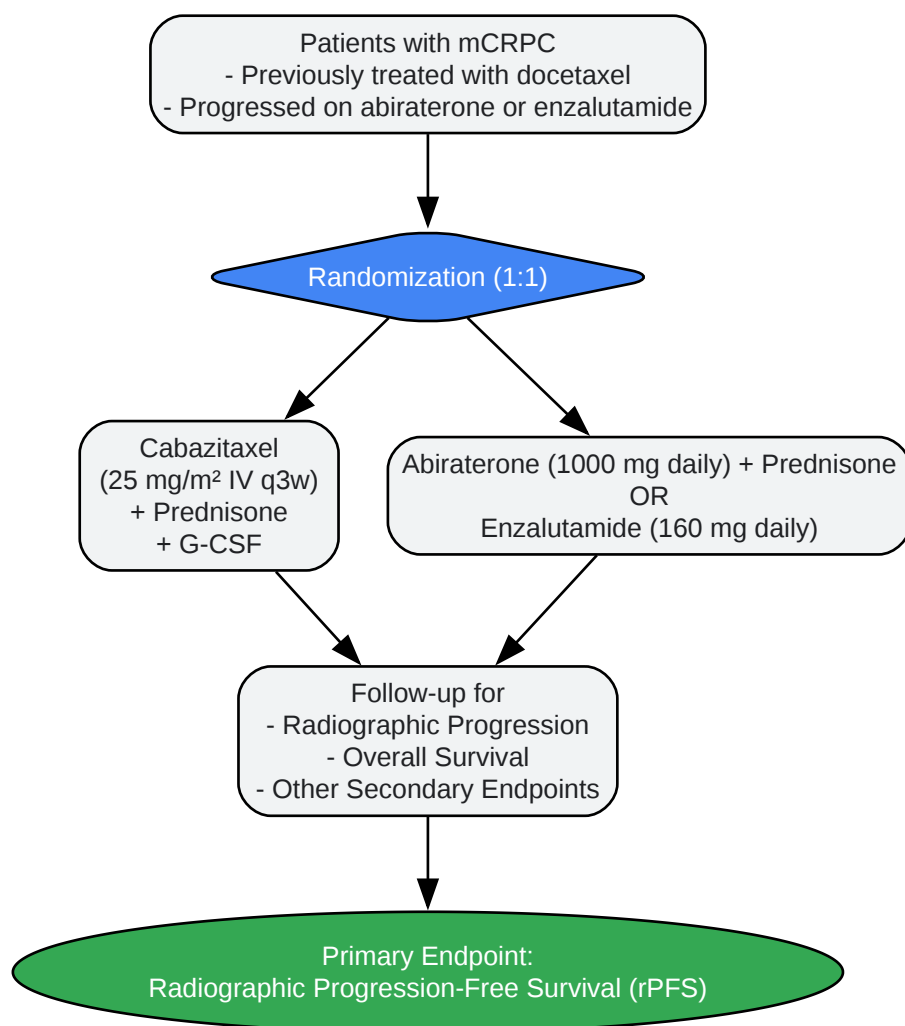 Patients with mCRPC
- Previously treated with docetaxel
- Progressed on abiraterone or enzalutamide
Randomization (1:1)
Cabazitaxel
(25 mg/m² IV q3w)
+ Prednisone
+ G-CSF
Abiraterone (1000 mg daily) + Prednisone
OR
Enzalutamide (160 mg daily)
Follow-up for
- Radiographic Progression
- Overall Survival
- Other Secondary Endpoints
Primary Endpoint:
Radiographic Progression-Free Survival (rPFS)